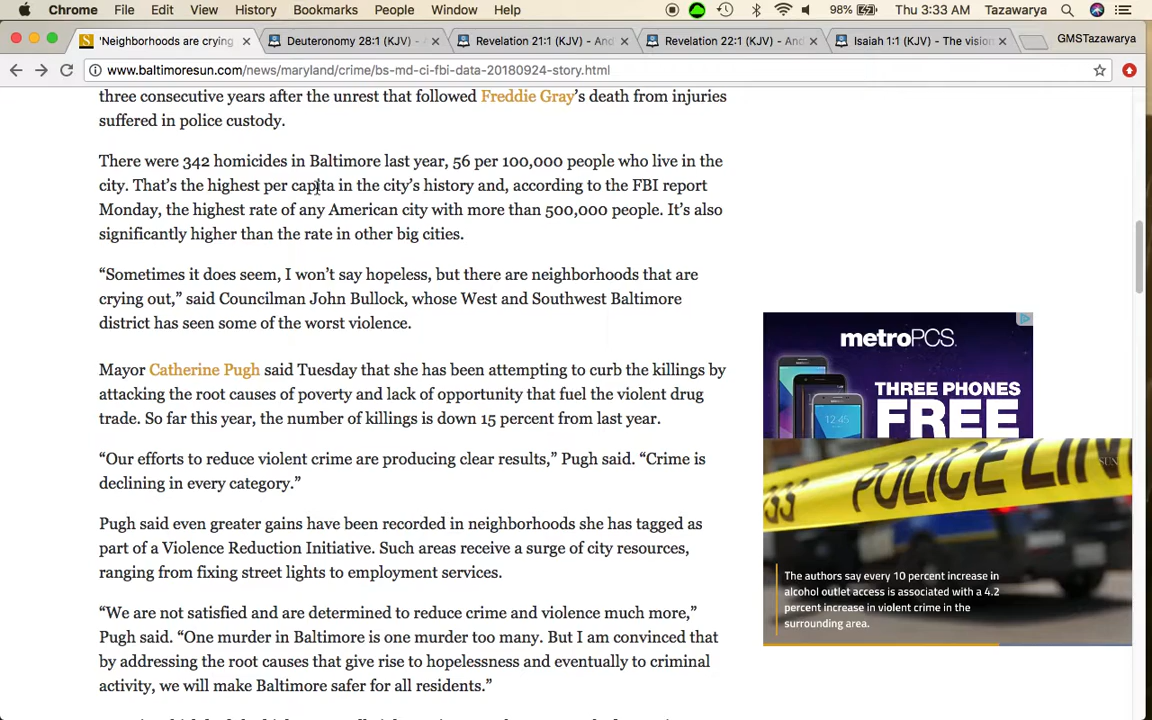 Chrome File Edit View History Bookmarks People Window Help 98% Thu 3:33 AM Tazawarya
'Neighborhoods are crying Deuteronomy 28:1 (KJV) - And Revelation 21:1 (KJV) - And Revelation 22:1 (KJV) - And Isaiah 1:1 (KJV) - The vision GMSTazawarya
www.baltimoresun.com/news/maryland/crime/bs-md-ci-fbi-data-20180924-story.html
three consecutive years after the unrest that followed Freddie Gray's death from injuries
suffered in police custody.
There were 342 homicides in Baltimore last year, 56 per 100,000 people who live in the
city. That's the highest per capita in the city's history and, according to the FBI report
Monday, the highest rate of any American city with more than 500,000 people. It's also
significantly higher than the rate in other big cities.
“Sometimes it does seem, I won't say hopeless, but there are neighborhoods that are
crying out,” said Councilman John Bullock, whose West and Southwest Baltimore
district has seen some of the worst violence.
Mayor Catherine Pugh said Tuesday that she has been attempting to curb the killings by
attacking the root causes of poverty and lack of opportunity that fuel the violent drug
trade. So far this year, the number of killings is down 15 percent from last year.
“Our efforts to reduce violent crime are producing clear results,” Pugh said. “Crime is
declining in every category.”
Pugh said even greater gains have been recorded in neighborhoods she has tagged as
part of a Violence Reduction Initiative. Such areas receive a surge of city resources,
ranging from fixing street lights to employment services.
“We are not satisfied and are determined to reduce crime and violence much more,”
Pugh said. “One murder in Baltimore is one murder too many. But I am convinced that
by addressing the root causes that give rise to hopelessness and eventually to criminal
activity, we will make Baltimore safer for all residents.”
metroPCS.
12:45
THREE PHONES
FREE
POLICE LIN
SUN
The authors say every 10 percent increase in
alcohol outlet access is associated with a 4.2
percent increase in violent crime in the
surrounding area.